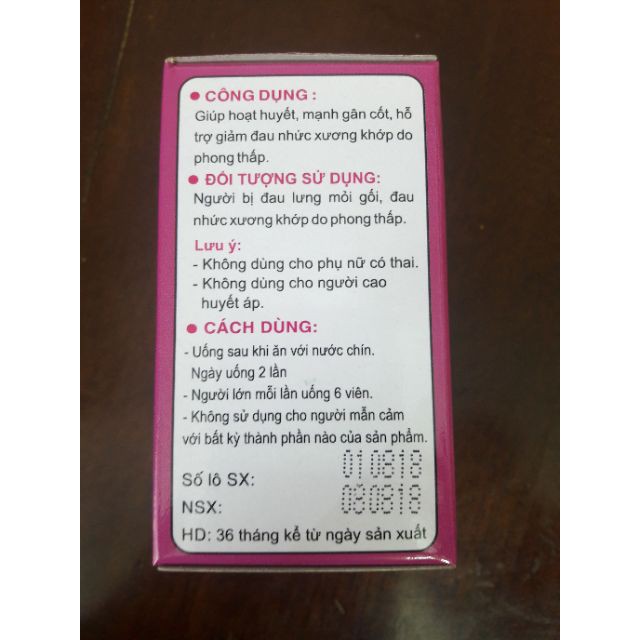 ● CÔNG DỤNG :
Giúp hoạt huyết, mạnh gân cốt, hỗ
trợ giảm đau nhức xương khớp do
phong thấp.
● ĐỐI TƯỢNG SỬ DỤNG:
Người bị đau lưng mỏi gối, đau
nhức xương khớp do phong thấp.
Lưu ý:
- Không dùng cho phụ nữ có thai.
- Không dùng cho người cao
huyết áp.
● CÁCH DÙNG:
- Uống sau khi ăn với nước chín.
Ngày uống 2 lần
- Người lớn mỗi lần uống 6 viên.
- Không sử dụng cho người mẫn cảm
với bất kỳ thành phần nào của sản phẩm.
Số lô SX: 010818
NSX: 080818
HD: 36 tháng kể từ ngày sản xuất